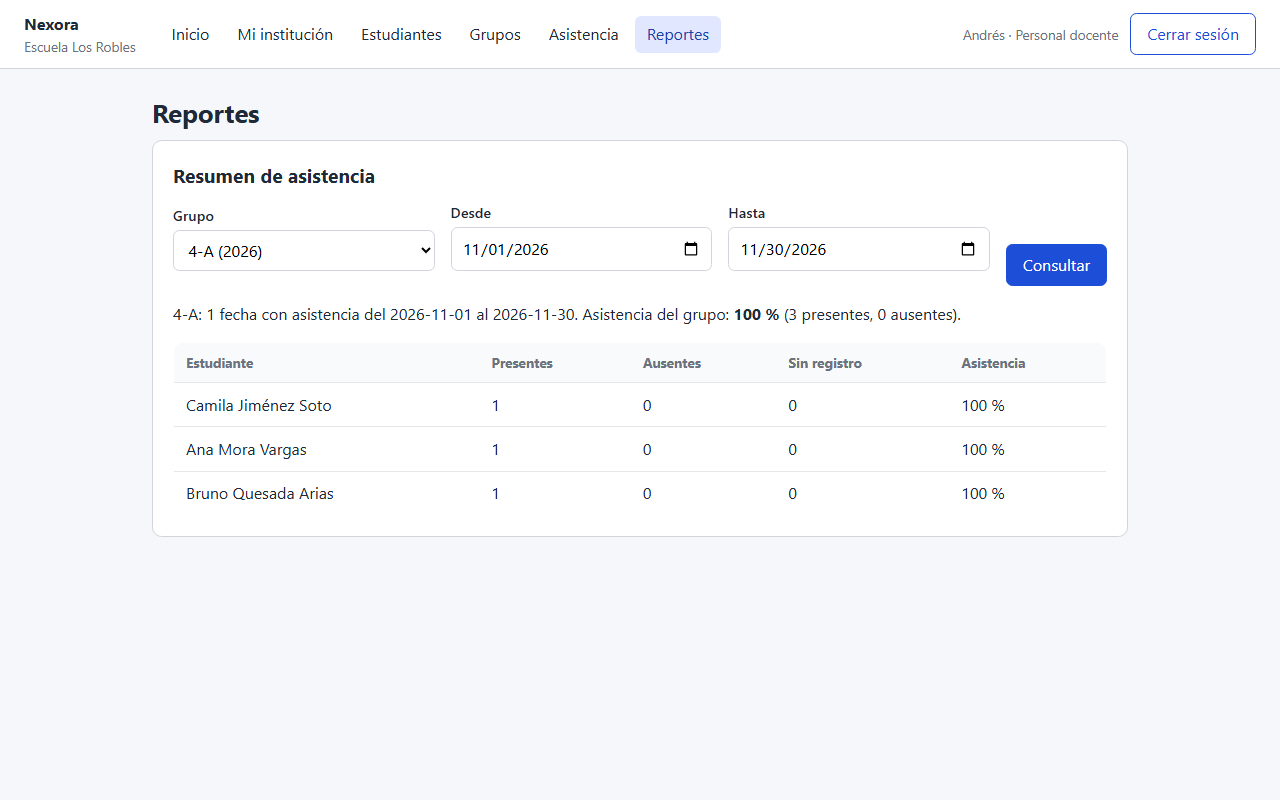 Nexora
Escuela Los Robles
Inicio
Mi institución
Estudiantes
Grupos
Asistencia
Reportes
Andrés · Personal docente
Cerrar sesión
Reportes
Resumen de asistencia
Grupo
4-A (2026)
Desde
11/01/2026
Hasta
11/30/2026
Consultar
4-A: 1 fecha con asistencia del 2026-11-01 al 2026-11-30. Asistencia del grupo: 100 % (3 presentes, 0 ausentes).
Estudiante Presentes Ausentes Sin registro Asistencia
Camila Jiménez Soto 1 0 0 100 %
Ana Mora Vargas 1 0 0 100 %
Bruno Quesada Arias 1 0 0 100 %